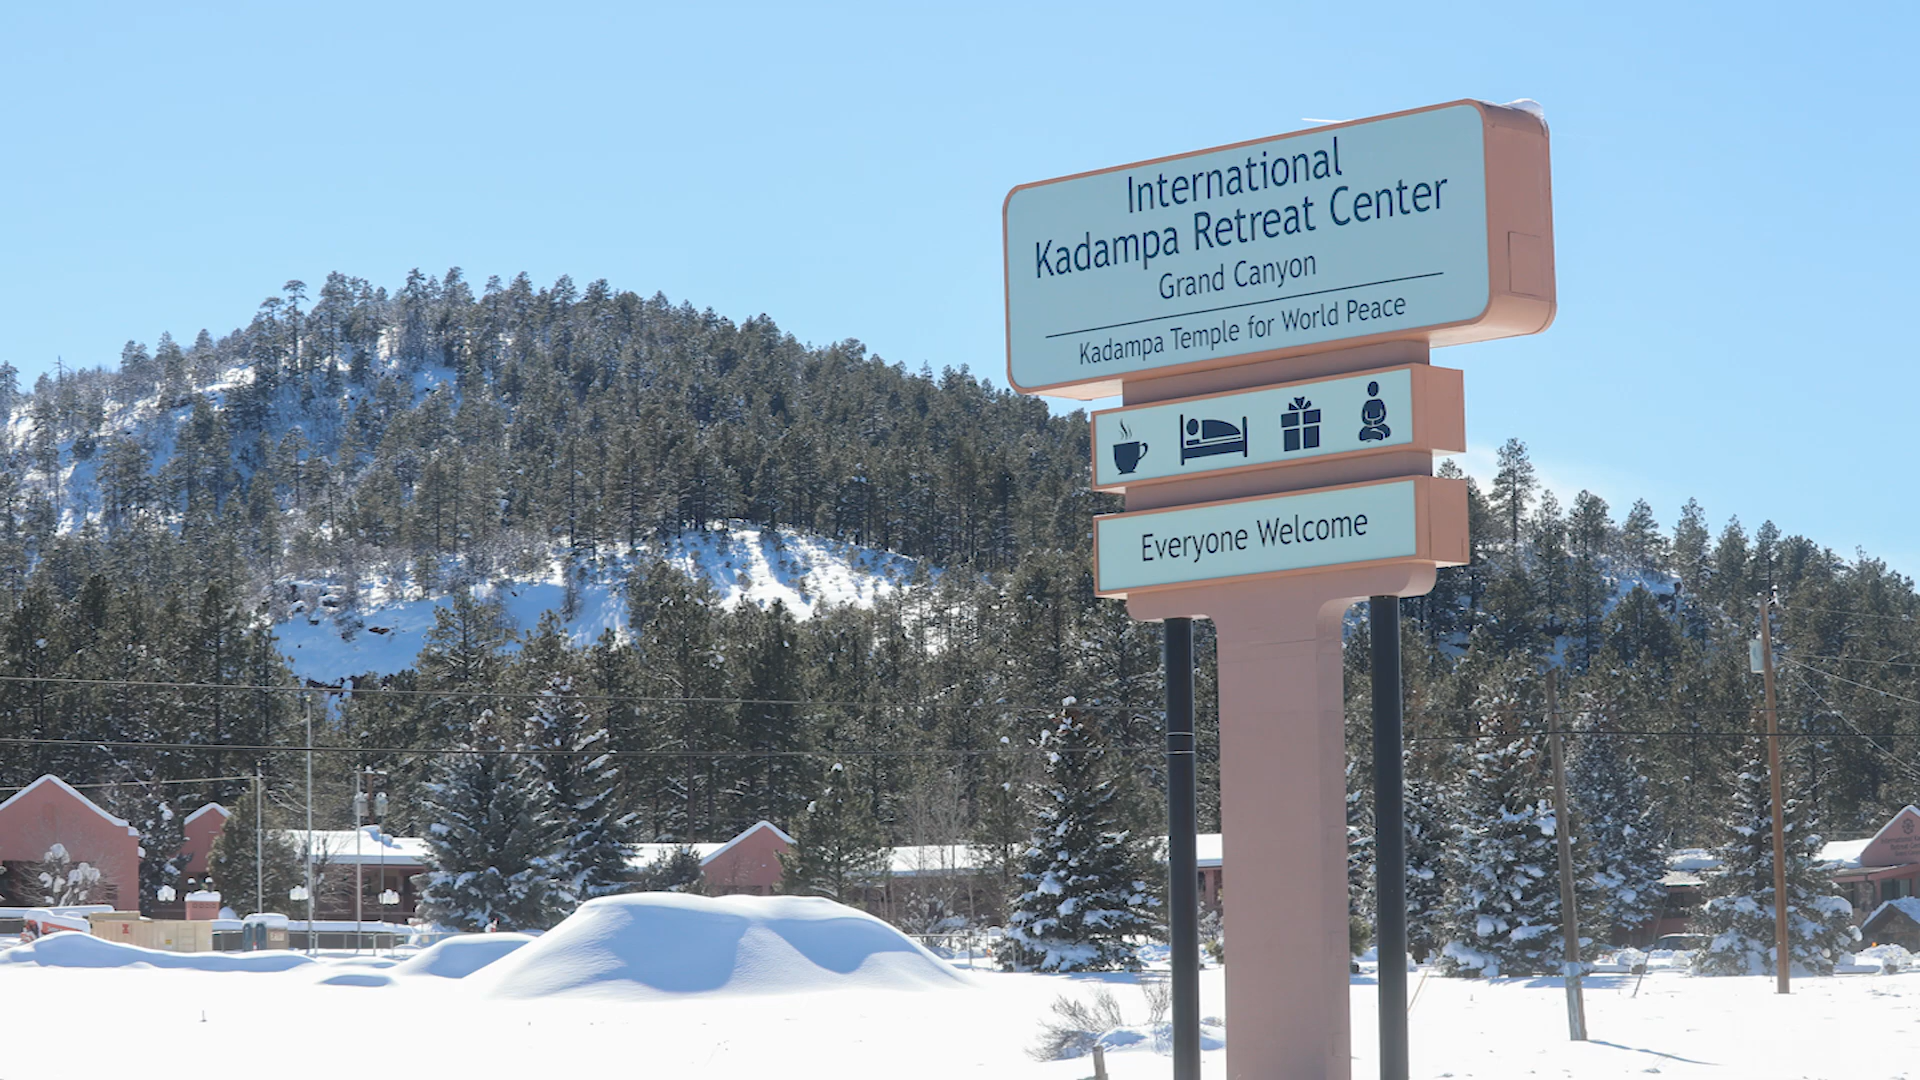 International
Kadampa Retreat Center
Grand Canyon
Kadampa Temple for World Peace
Everyone Welcome